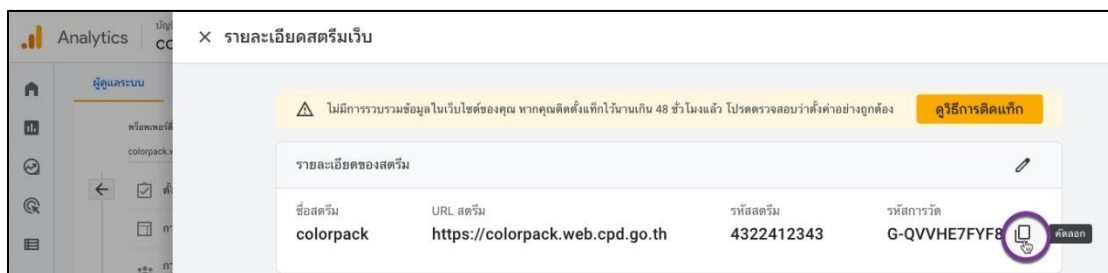 Analytics
× รายละเอียดสตรีมเว็บ
ผู้ดูแลระบบ
ไม่มีการรวบรวมข้อมูลในเว็บไซต์ของคุณ หากคุณติดตั้งแท็กไว้นานเกิน 48 ชั่วโมงแล้ว โปรดตรวจสอบว่าตั้งค่าอย่างถูกต้อง ดูวิธีการติดแท็ก
รายละเอียดของสตรีม
ชื่อสตรีม URL สตรีม รหัสสตรีม รหัสการวัด
colorpack https://colorpack.web.cpd.go.th 4322412343 G-QVVHE7FYF8 คัดลอก